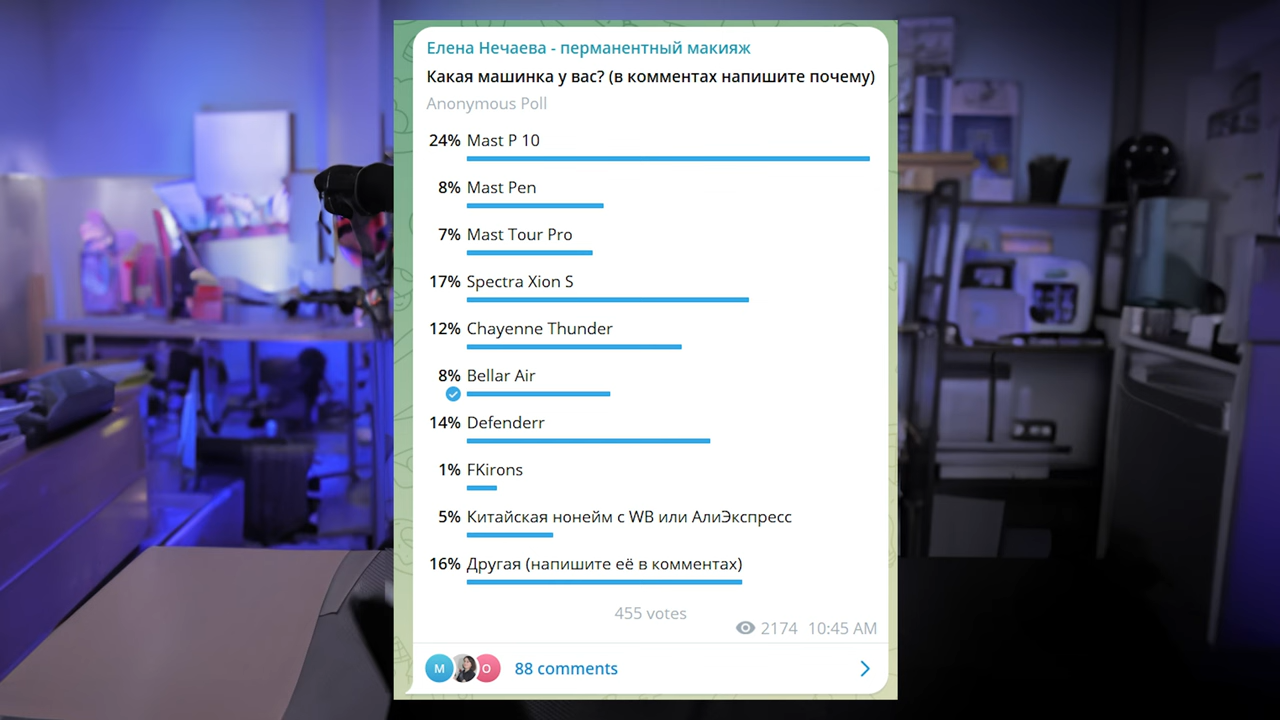 Елена Нечаева - перманентный макияж
Какая машинка у вас? (в комментах напишите почему)
Anonymous Poll
24% Mast P 10
8% Mast Pen
7% Mast Tour Pro
17% Spectra Xion S
12% Chayenne Thunder
8% Bellar Air
14% Defenderr
1% FKirons
5% Китайская нонейм с WB или АлиЭкспресс
16% Другая (напишите её в комментах)
455 votes
2174 10:45 AM
М О 88 comments